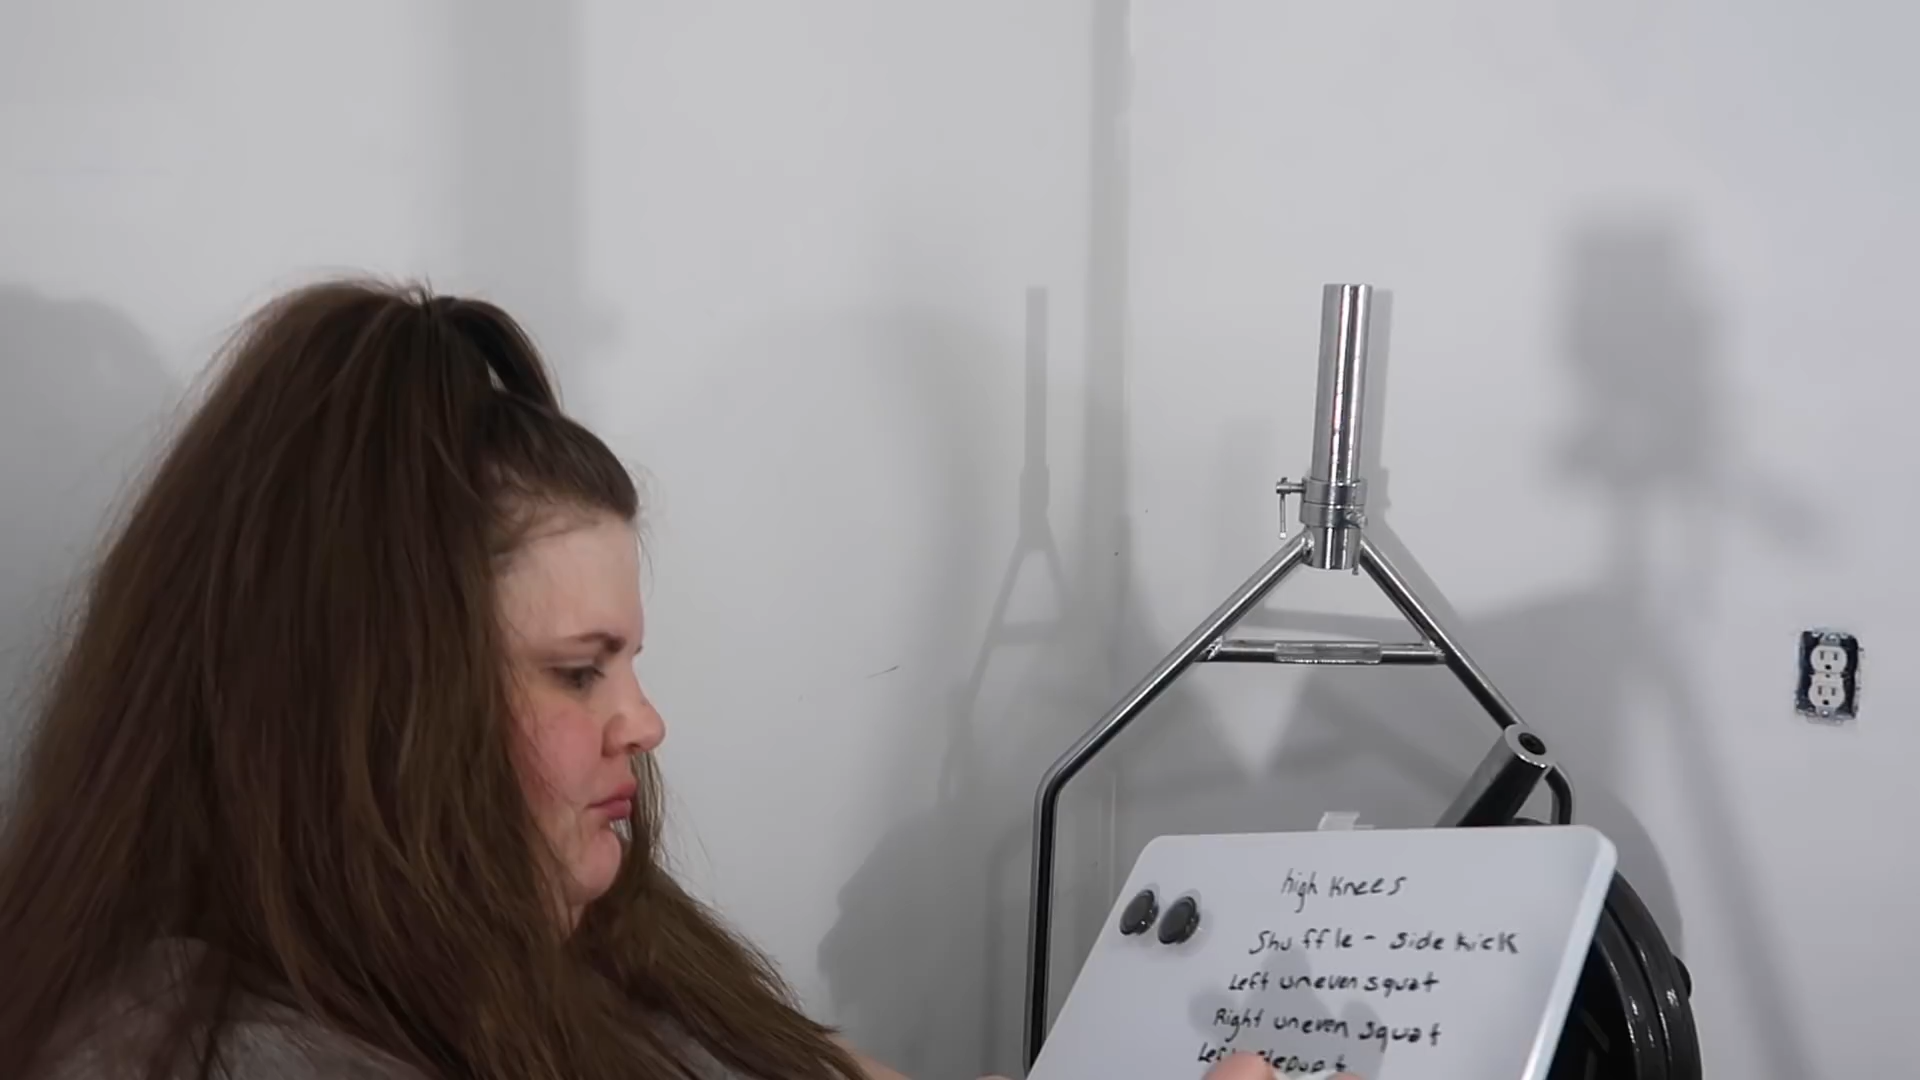 high Knees
Shuffle - Side kick
Left uneven squat
Right uneven squat